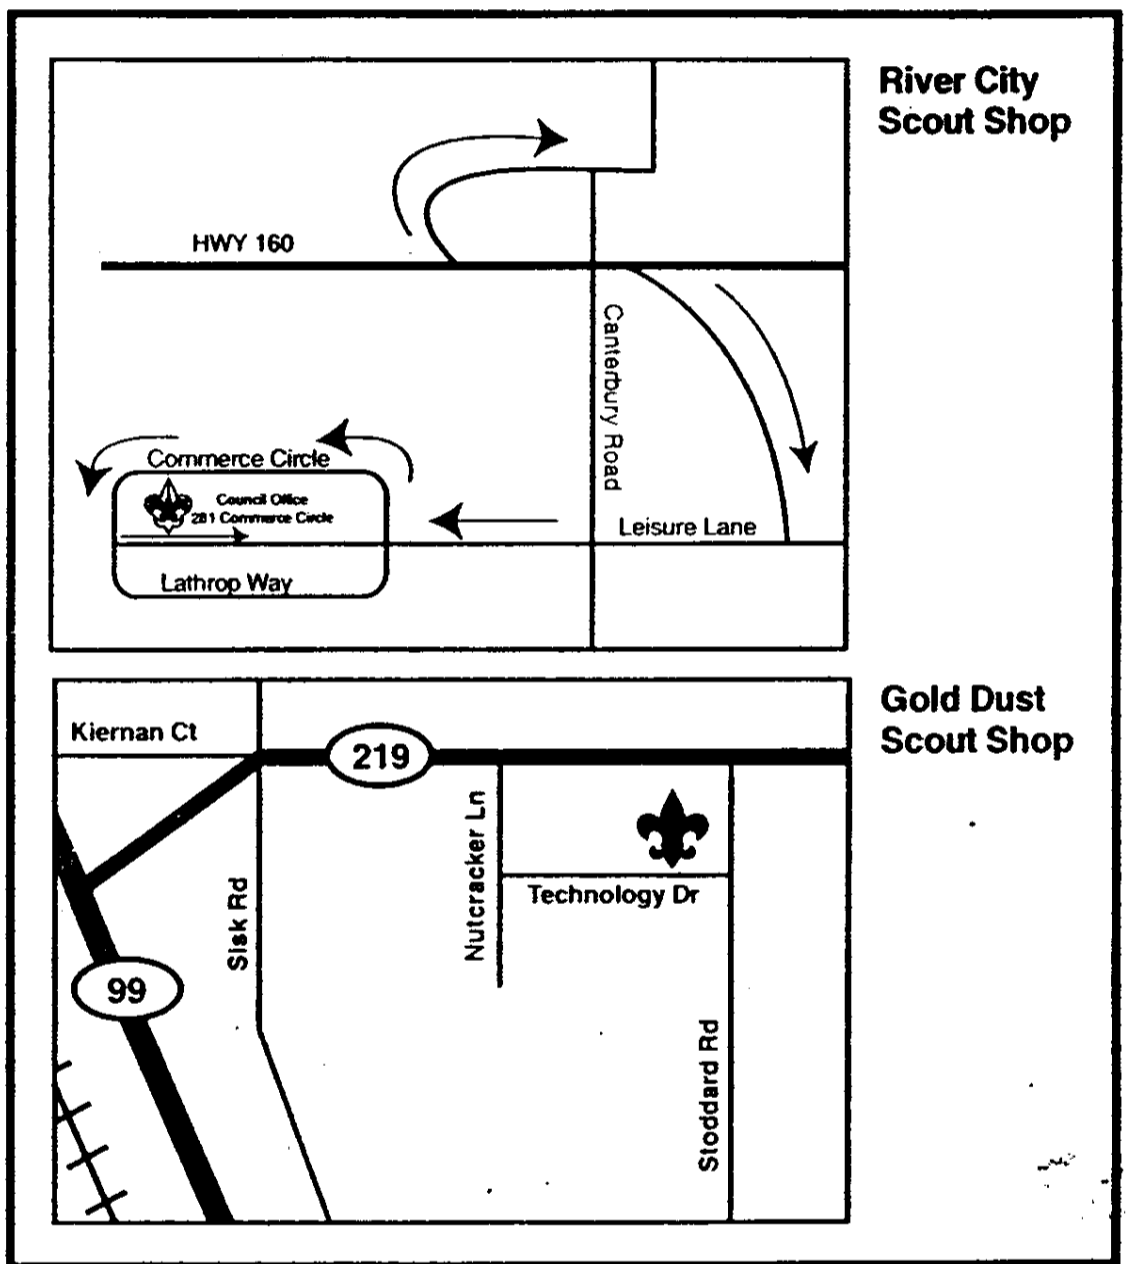 River City
Scout Shop
HWY 160
Canterbury Road
Commerce Circle
Council Office
281 Commerce Circle
Leisure Lane
Lathrop Way
Gold Dust
Scout Shop
Kiernan Ct
219
Nutcracker Ln
Technology Dr
Sisk Rd
99
Stoddard Rd